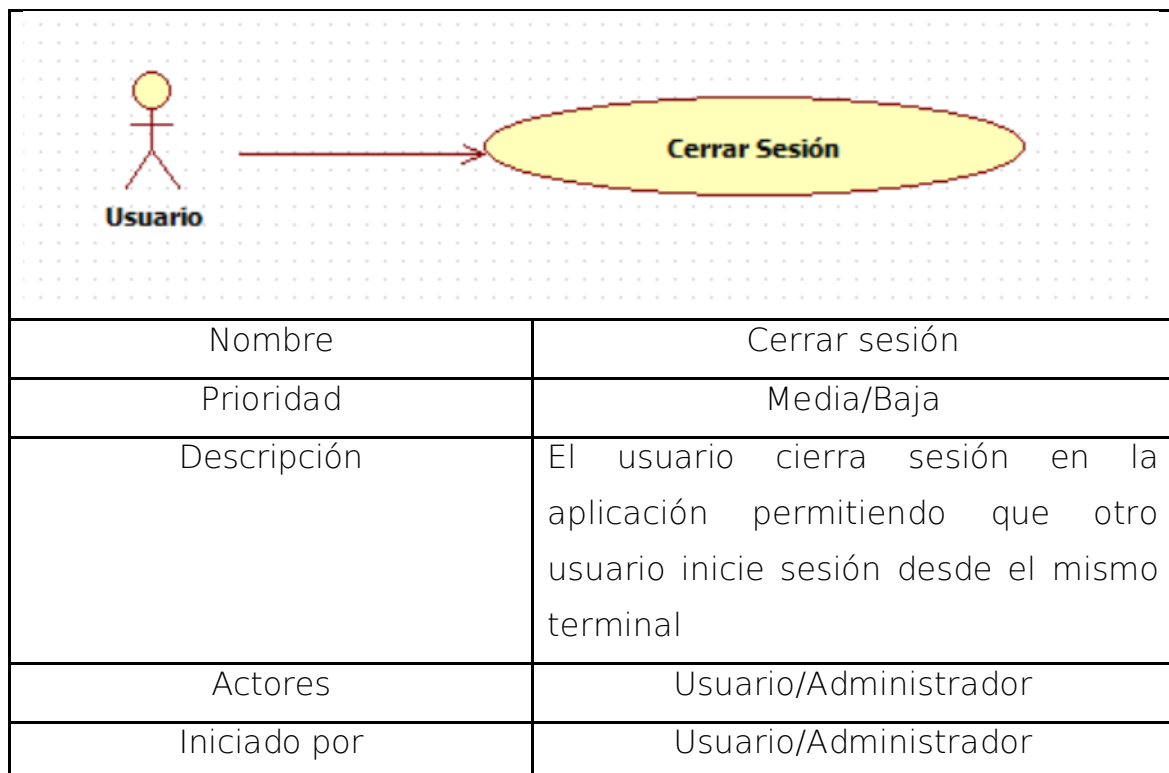 Cerrar Sesión
Usuario
Nombre Cerrar sesión
Prioridad Media/Baja
Descripción El usuario cierra sesión en la
aplicación permitiendo que otro
usuario inicie sesión desde el mismo
terminal
Actores Usuario/Administrador
Iniciado por Usuario/Administrador